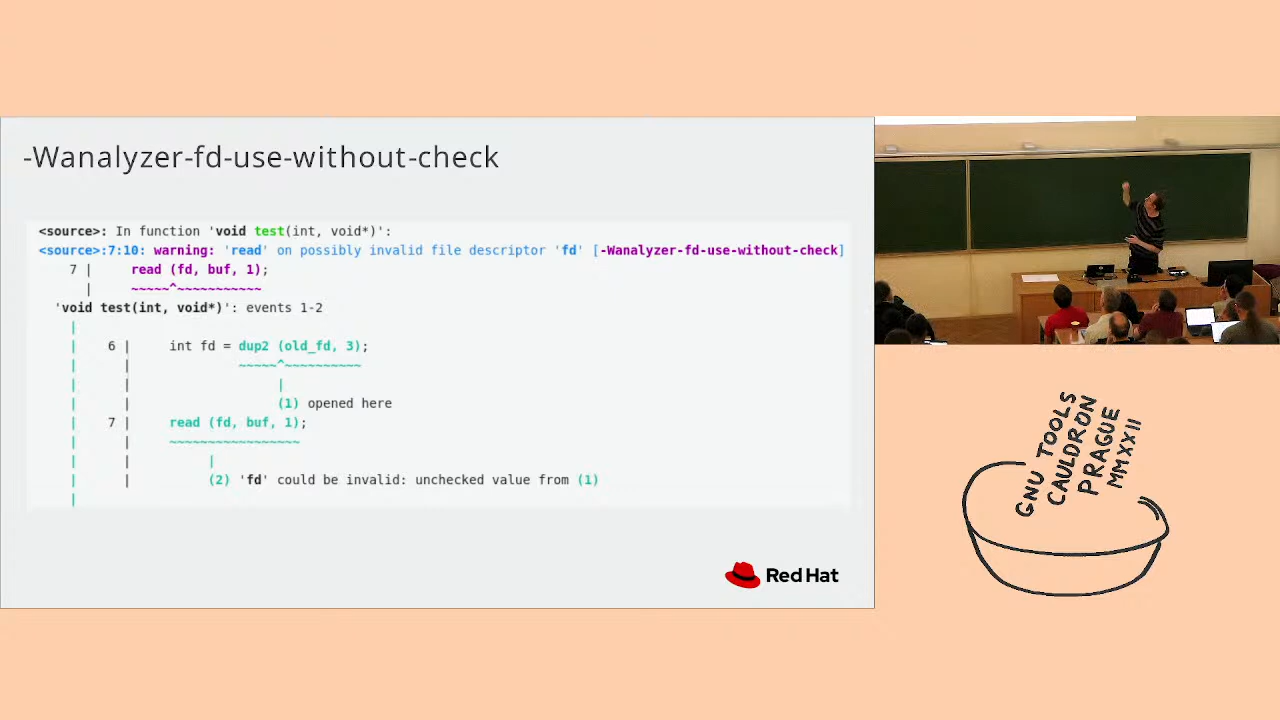 -Wanalyzer-fd-use-without-check
<source>: In function 'void test(int, void*)':
<source>:7:10: warning: 'read' on possibly invalid file descriptor 'fd' [-Wanalyzer-fd-use-without-check]
7 | read (fd, buf, 1);
| ~~~~~^~~~~~~~~~~~
'void test(int, void*)': events 1-2
|
| 6 | int fd = dup2 (old_fd, 3);
| | ~~~~~^~~~~~~~~~~
| | |
| | (1) opened here
| 7 | read (fd, buf, 1);
| | ~~~~~~~~~~~~~~~~~
| | |
| | (2) 'fd' could be invalid: unchecked value from (1)
|
Red Hat
GNU TOOLS
CAULDRON
PRAGUE
MMXXII